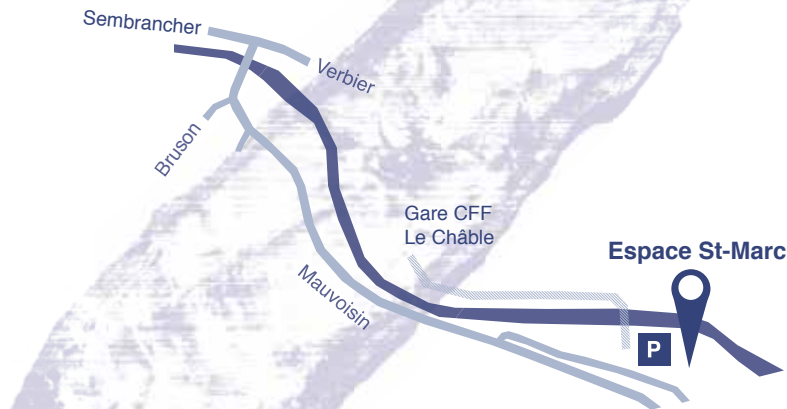 Sembrancher
Verbier
Bruson
Gare CFF
Le Châble
Espace St-Marc
Mauvoisin
P